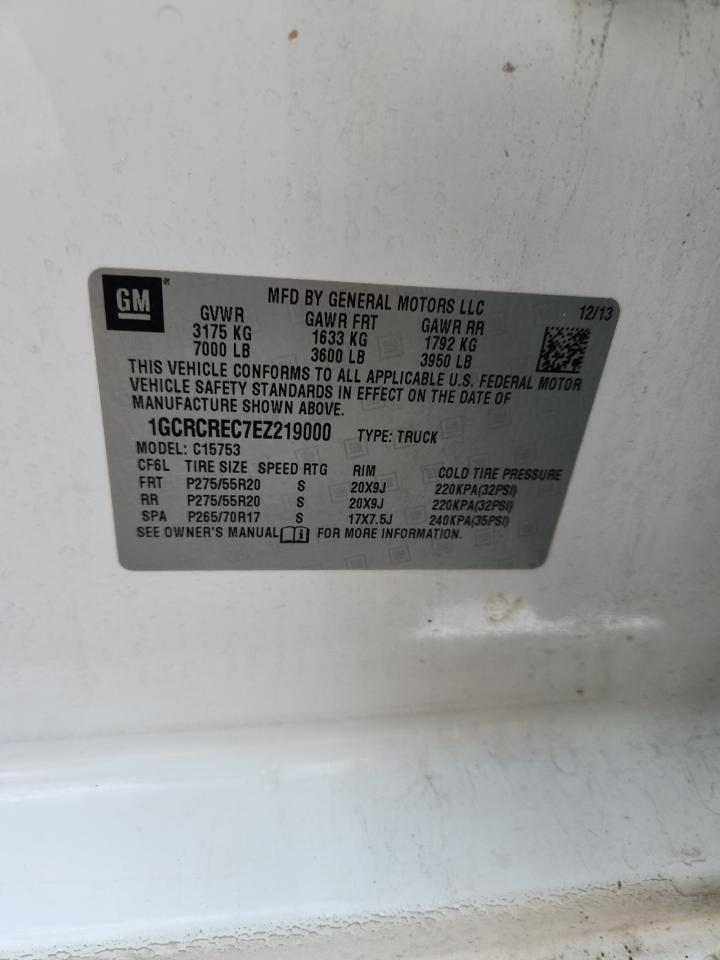 GM
MFD BY GENERAL MOTORS LLC 12/13
GVWR GAWR FRT GAWR RR
3175 KG 1633 KG 1792 KG
7000 LB 3600 LB 3950 LB
THIS VEHICLE CONFORMS TO ALL APPLICABLE U.S. FEDERAL MOTOR
VEHICLE SAFETY STANDARDS IN EFFECT ON THE DATE OF
MANUFACTURE SHOWN ABOVE.
1GCRCREC7EZ219000 TYPE: TRUCK
MODEL: C15753
CF6L TIRE SIZE SPEED RTG RIM COLD TIRE PRESSURE
FRT P275/55R20 S 20X9J 220KPA(32PSI)
RR P275/55R20 S 20X9J 220KPA(32PSI)
SPA P265/70R17 S 17X7.5J 240KPA(35PSI)
SEE OWNER'S MANUAL FOR MORE INFORMATION.